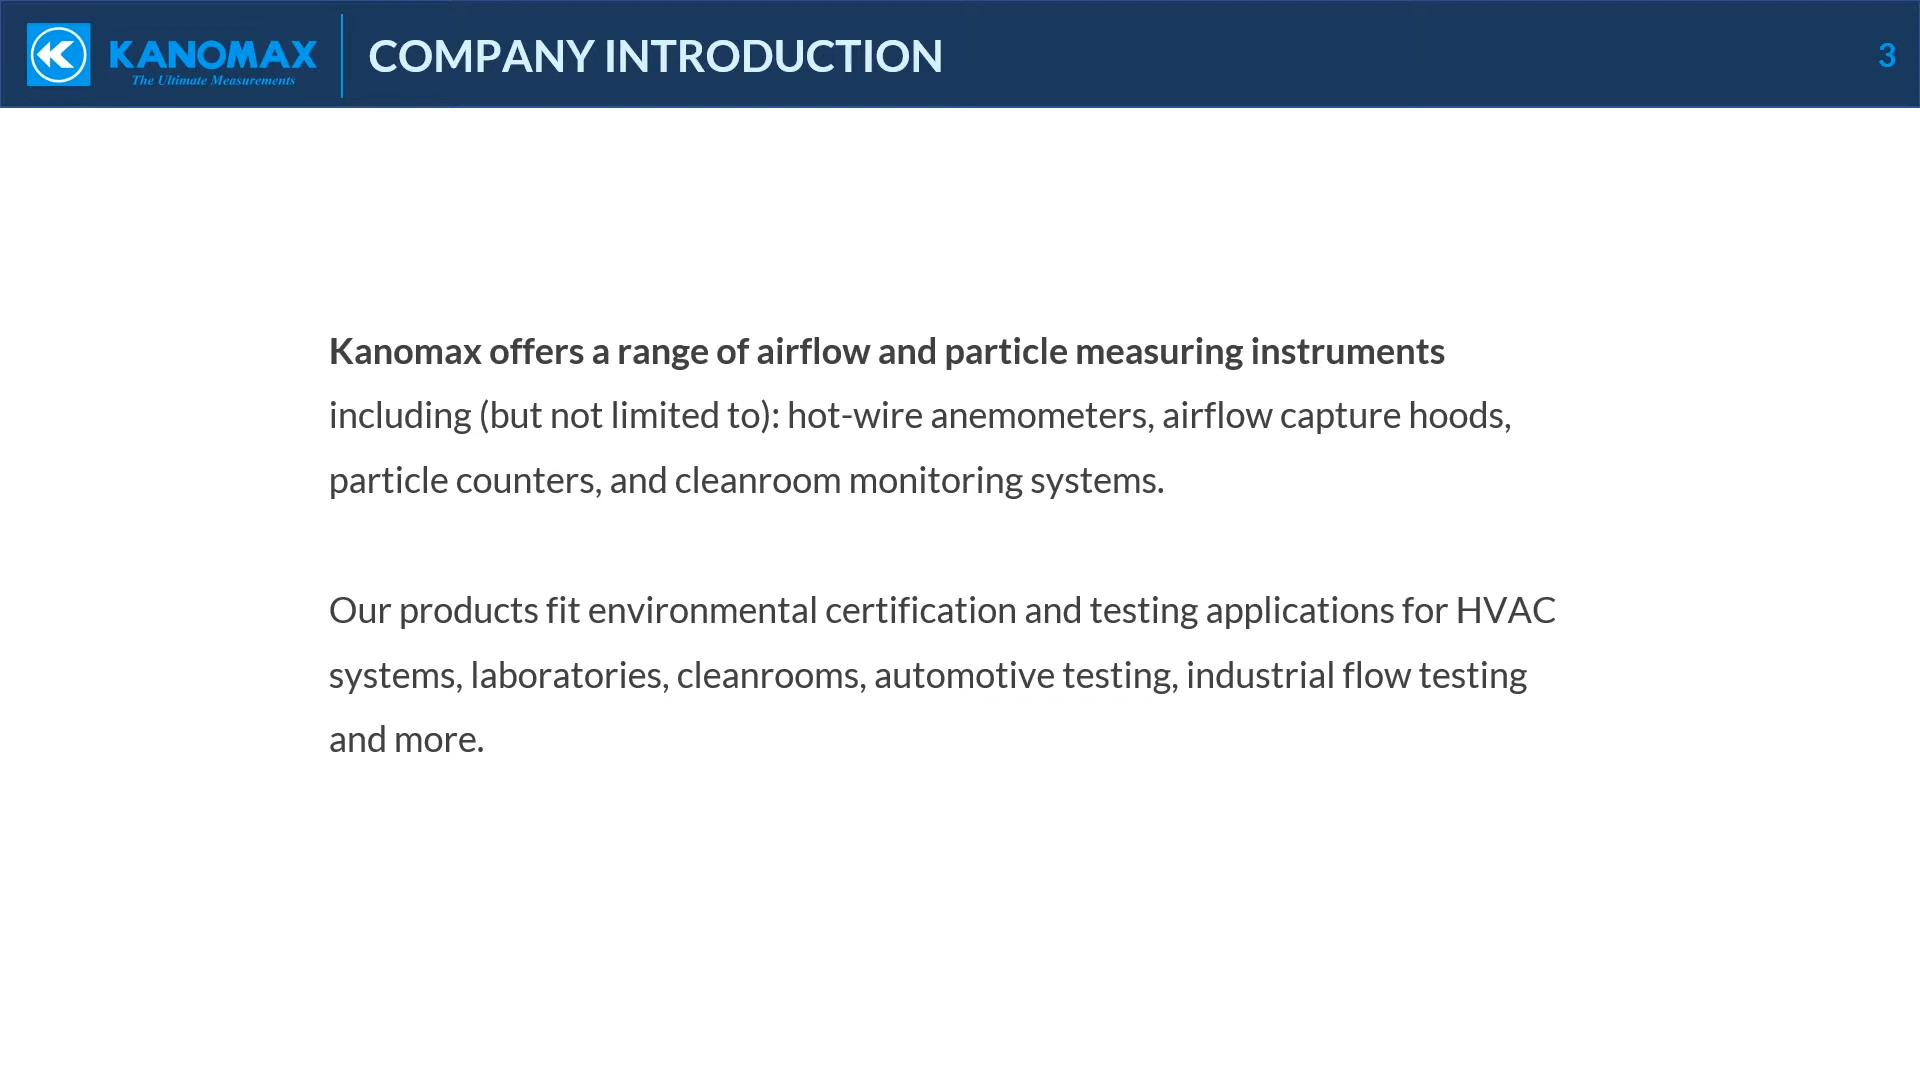 KANOMAX
The Ultimate Measurements
COMPANY INTRODUCTION
3
Kanomax offers a range of airflow and particle measuring instruments
including (but not limited to): hot-wire anemometers, airflow capture hoods,
particle counters, and cleanroom monitoring systems.
Our products fit environmental certification and testing applications for HVAC
systems, laboratories, cleanrooms, automotive testing, industrial flow testing
and more.